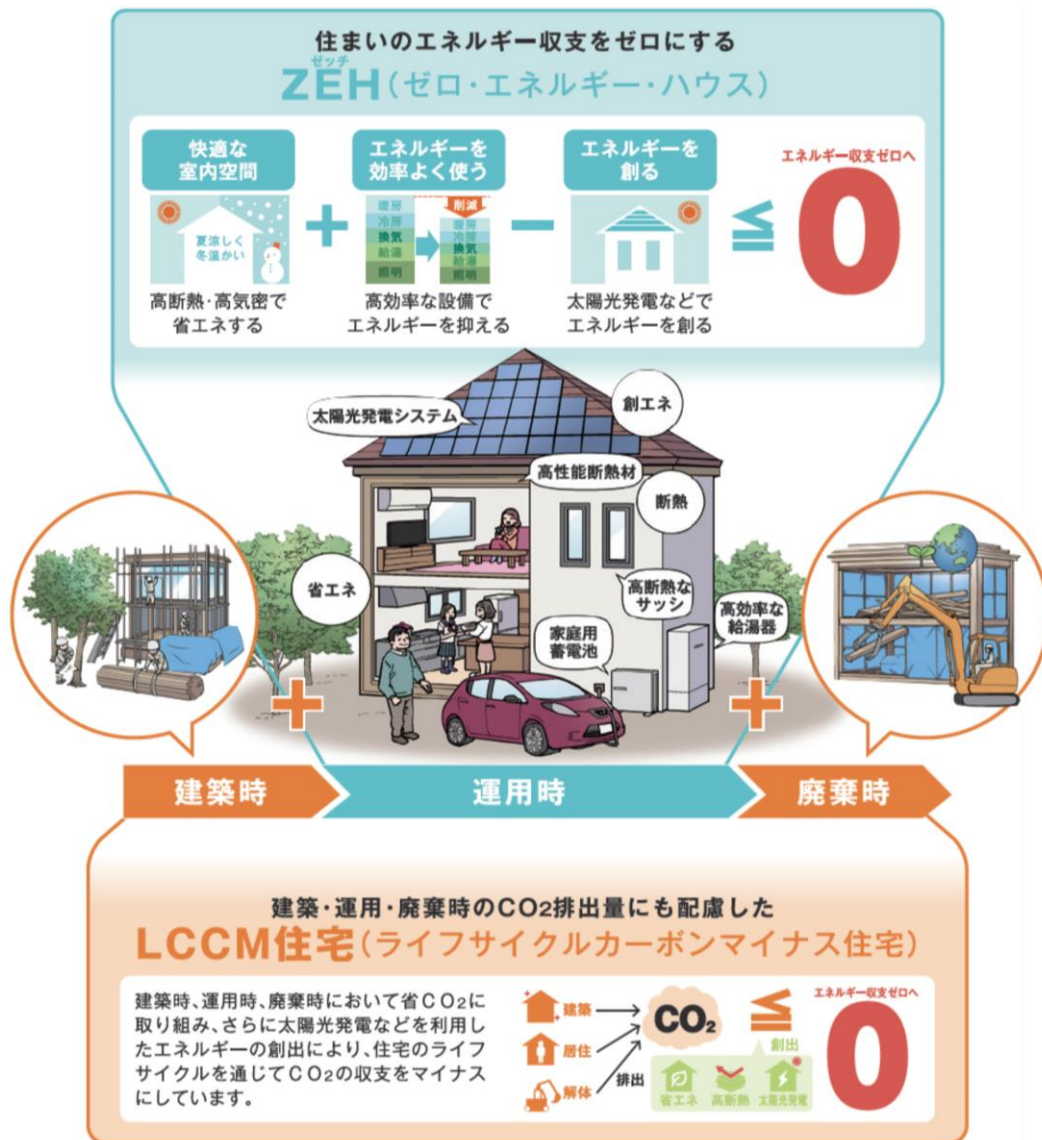 住まいのエネルギー収支をゼロにする
ゼッチ
ZEH(ゼロ・エネルギー・ハウス)
快適な
室内空間
夏涼しく
冬温かい
高断熱・高気密で
省エネする
+
エネルギーを
効率よく使う
暖房
冷房
換気
給湯
照明
削減
暖房
冷房
換気
給湯
照明
高効率な設備で
エネルギーを抑える
−
エネルギーを
創る
太陽光発電などで
エネルギーを創る
≦
エネルギー収支ゼロへ
0
太陽光発電システム
創エネ
高性能断熱材
断熱
省エネ
高断熱な
サッシ
高効率な
給湯器
家庭用
蓄電池
+
+
建築時
運用時
廃棄時
建築・運用・廃棄時のCO2排出量にも配慮した
LCCM住宅(ライフサイクルカーボンマイナス住宅)
建築時、運用時、廃棄時において省CO2に
取り組み、さらに太陽光発電などを利用し
たエネルギーの創出により、住宅のライフ
サイクルを通じてCO2の収支をマイナス
にしています。
建築
居住
解体
排出
CO2
≦
創出
省エネ
高断熱
太陽光発電
エネルギー収支ゼロへ
0